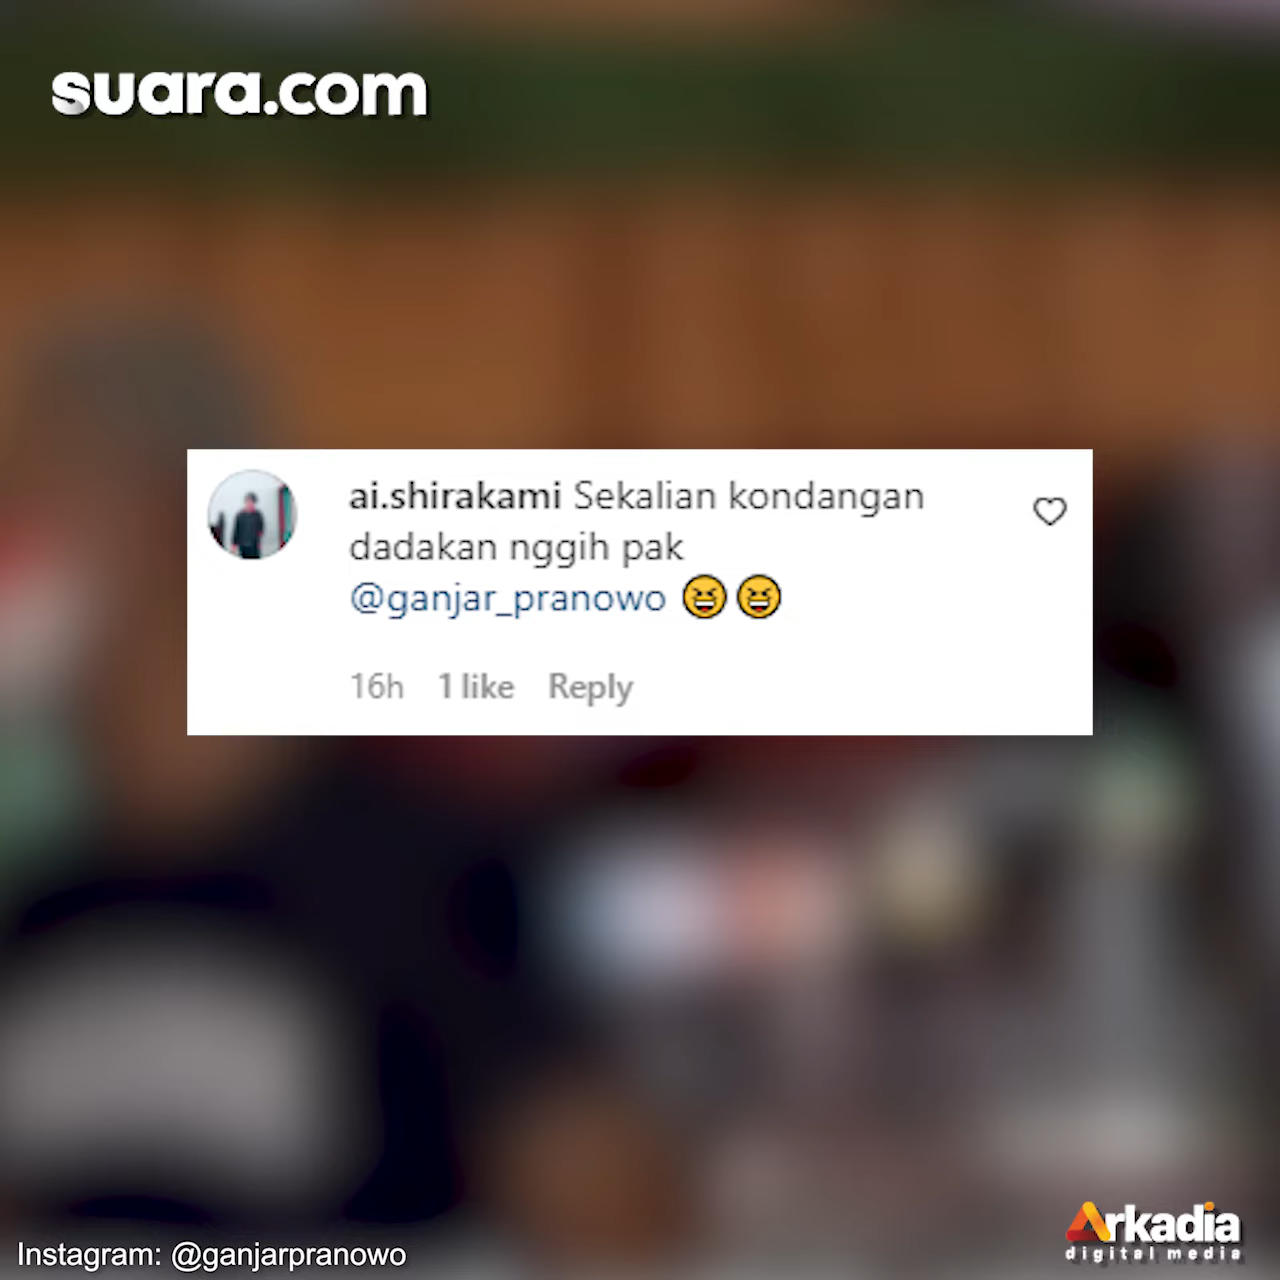 suara.com
ai.shirakami Sekalian kondangan
dadakan nggih pak
@ganjar_pranowo 😆😆
16h 1 like Reply
Arkadia
digital media
Instagram: @ganjarpranowo